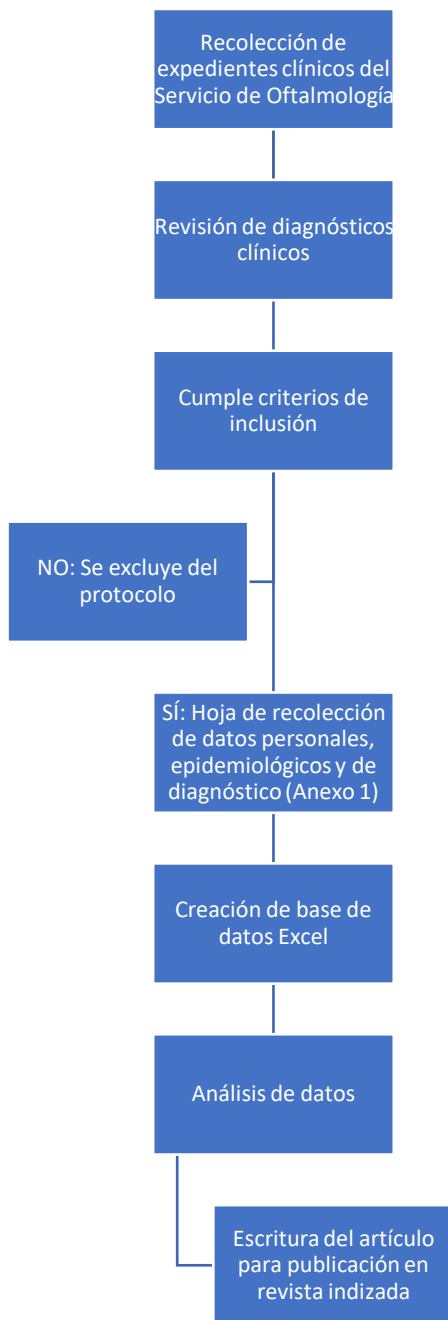 Recolección de
expedientes clínicos del
Servicio de Oftalmología
Revisión de diagnósticos
clínicos
Cumple criterios de
inclusión
NO: Se excluye del
protocolo
SÍ: Hoja de recolección
de datos personales,
epidemiológicos y de
diagnóstico (Anexo 1)
Creación de base de
datos Excel
Análisis de datos
Escritura del artículo
para publicación en
revista indizada